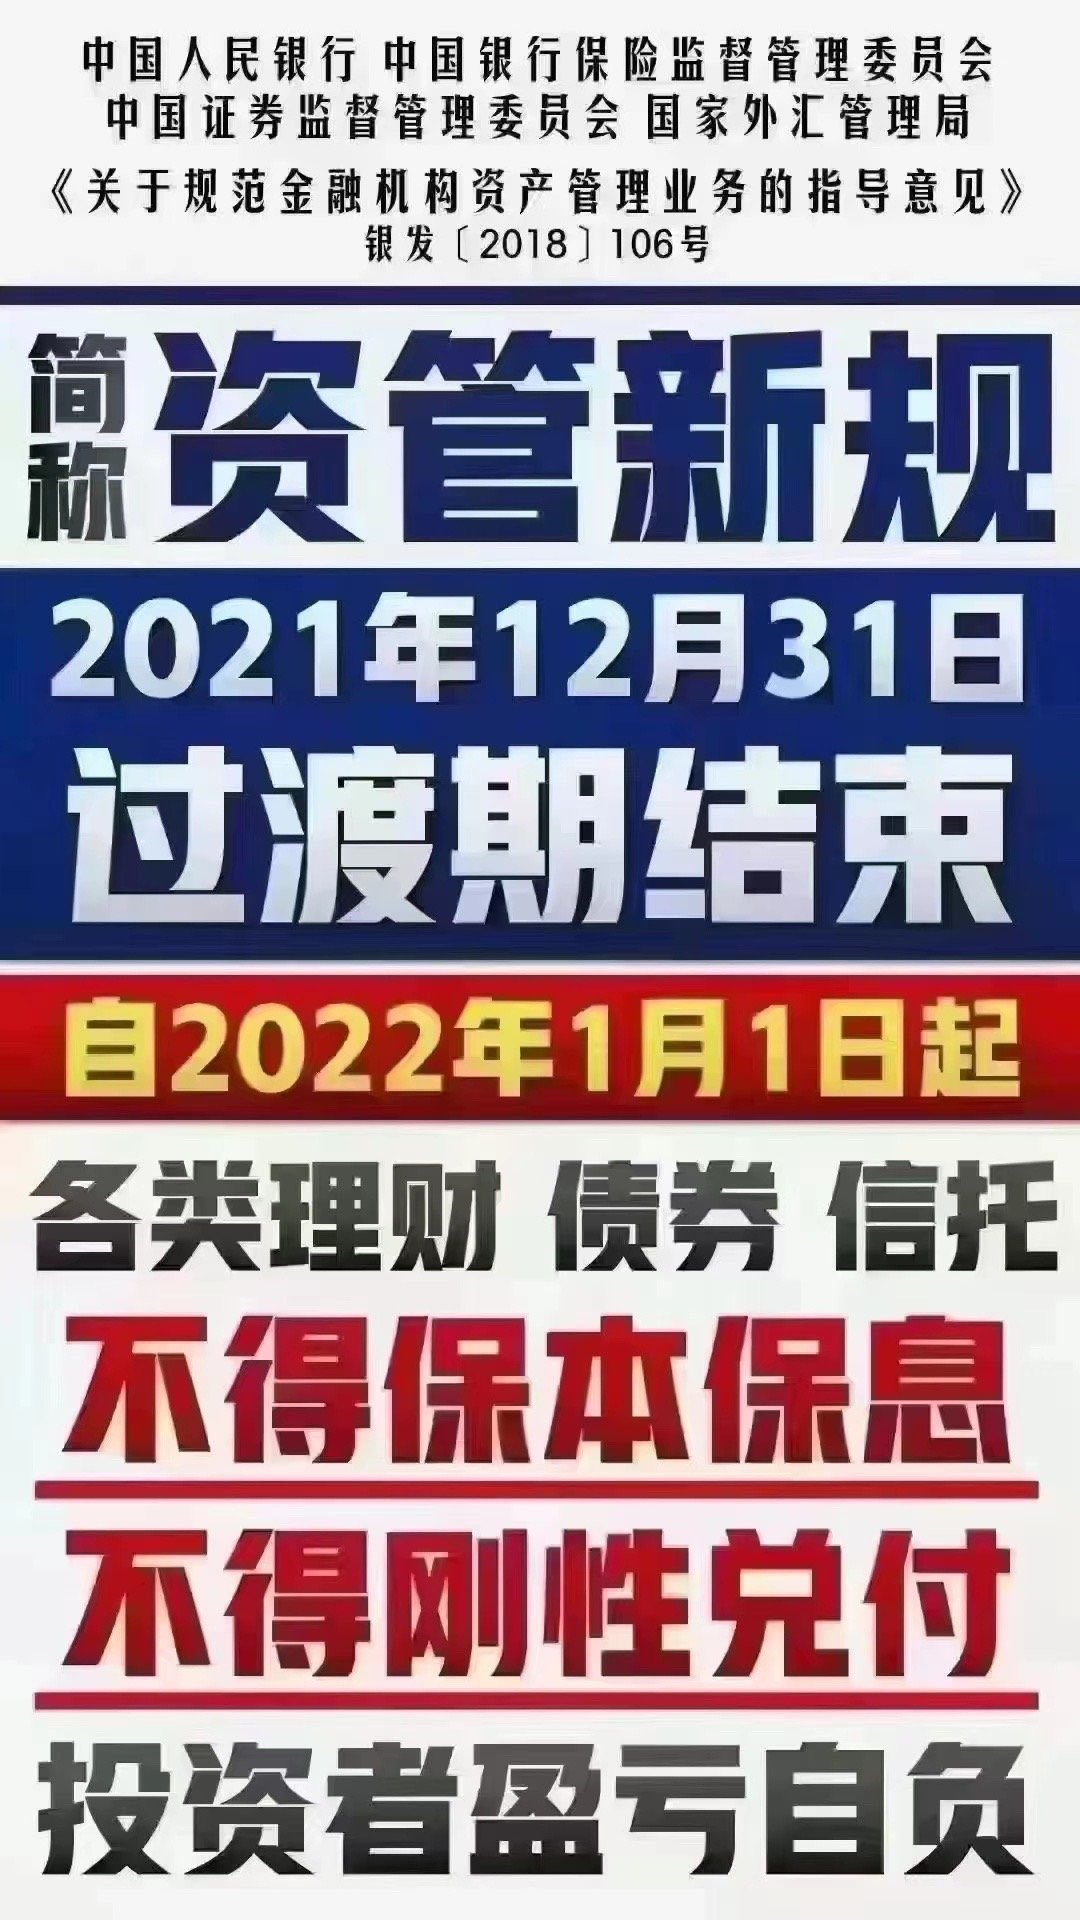 中国人民银行 中国银行保险监督管理委员会
中国证券监督管理委员会 国家外汇管理局
《关于规范金融机构资产管理业务的指导意见》
银发〔2018〕106号
简称 资管新规
2021年12月31日
过渡期结束
自2022年1月1日起
各类理财 债券 信托
不得保本保息
不得刚性兑付
投资者盈亏自负